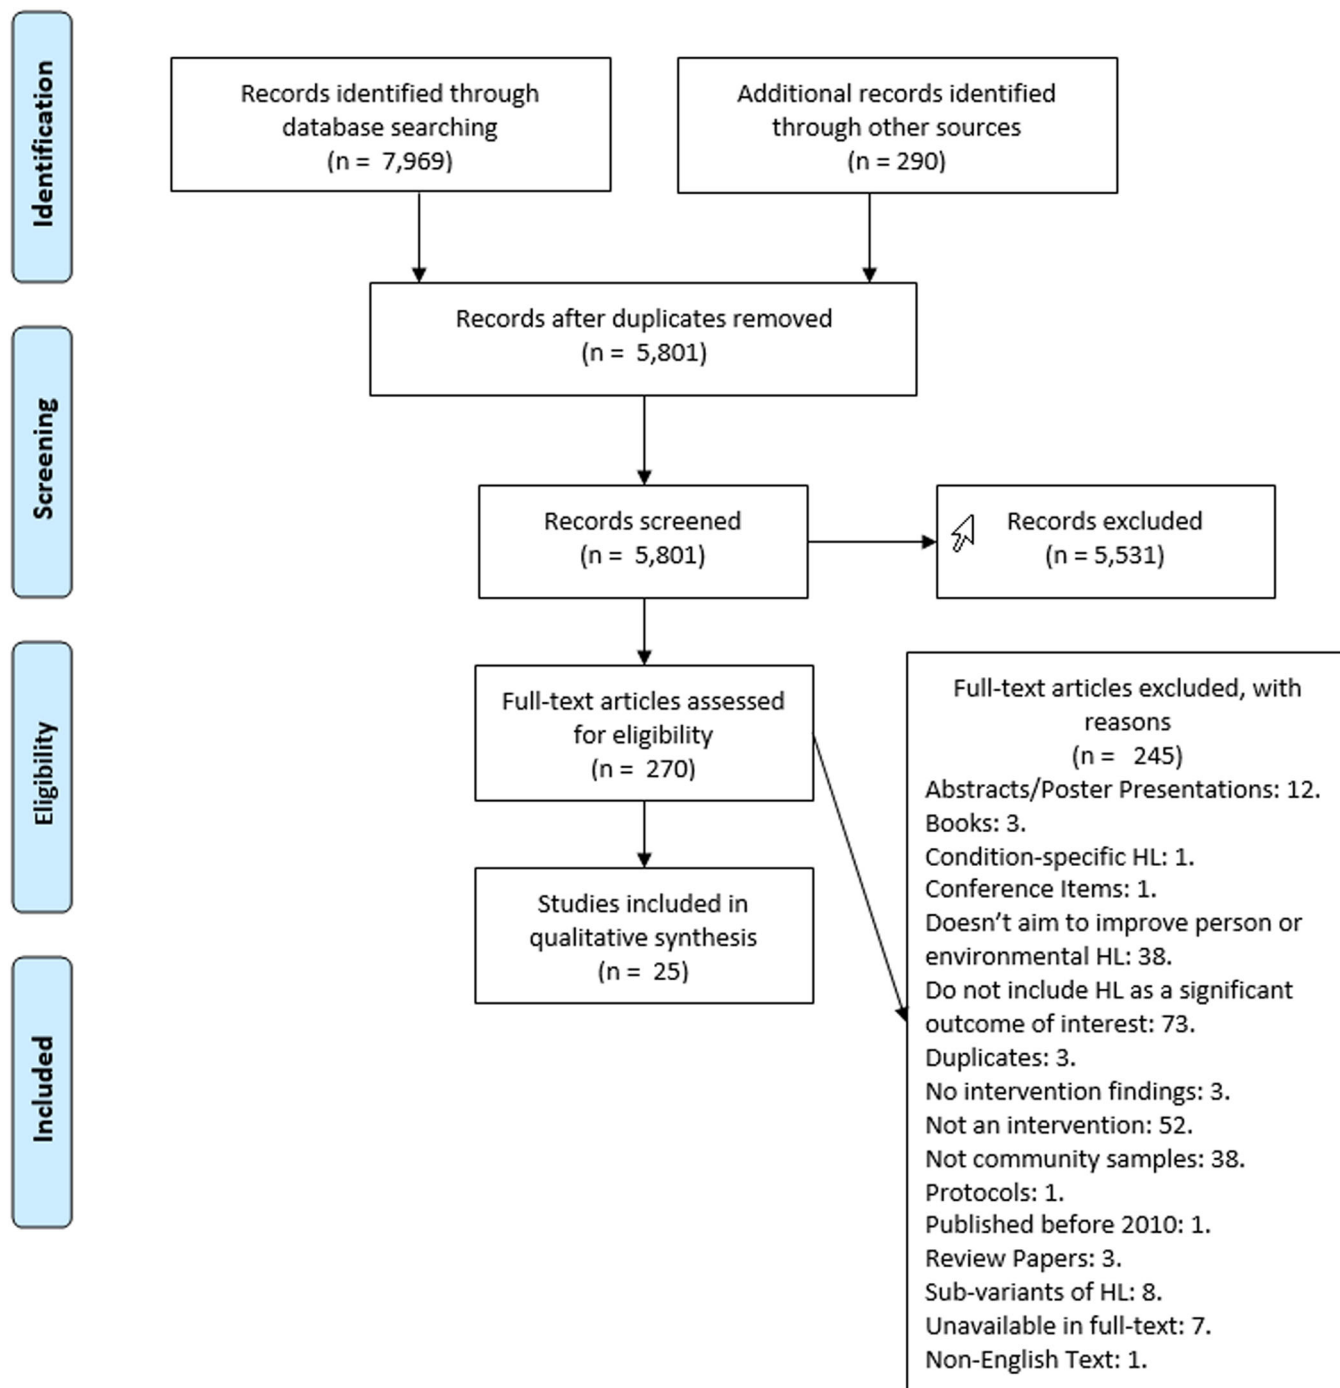 Identification
Records identified through
database searching
(n = 7,969)
Additional records identified
through other sources
(n = 290)
Records after duplicates removed
(n = 5,801)
Screening
Records screened
(n = 5,801)
Records excluded
(n = 5,531)
Eligibility
Full-text articles assessed
for eligibility
(n = 270)
Full-text articles excluded, with
reasons
(n = 245)
Abstracts/Poster Presentations: 12.
Books: 3.
Condition-specific HL: 1.
Conference Items: 1.
Doesn’t aim to improve person or
environmental HL: 38.
Do not include HL as a significant
outcome of interest: 73.
Duplicates: 3.
No intervention findings: 3.
Not an intervention: 52.
Not community samples: 38.
Protocols: 1.
Published before 2010: 1.
Review Papers: 3.
Sub-variants of HL: 8.
Unavailable in full-text: 7.
Non-English Text: 1.
Included
Studies included in
qualitative synthesis
(n = 25)